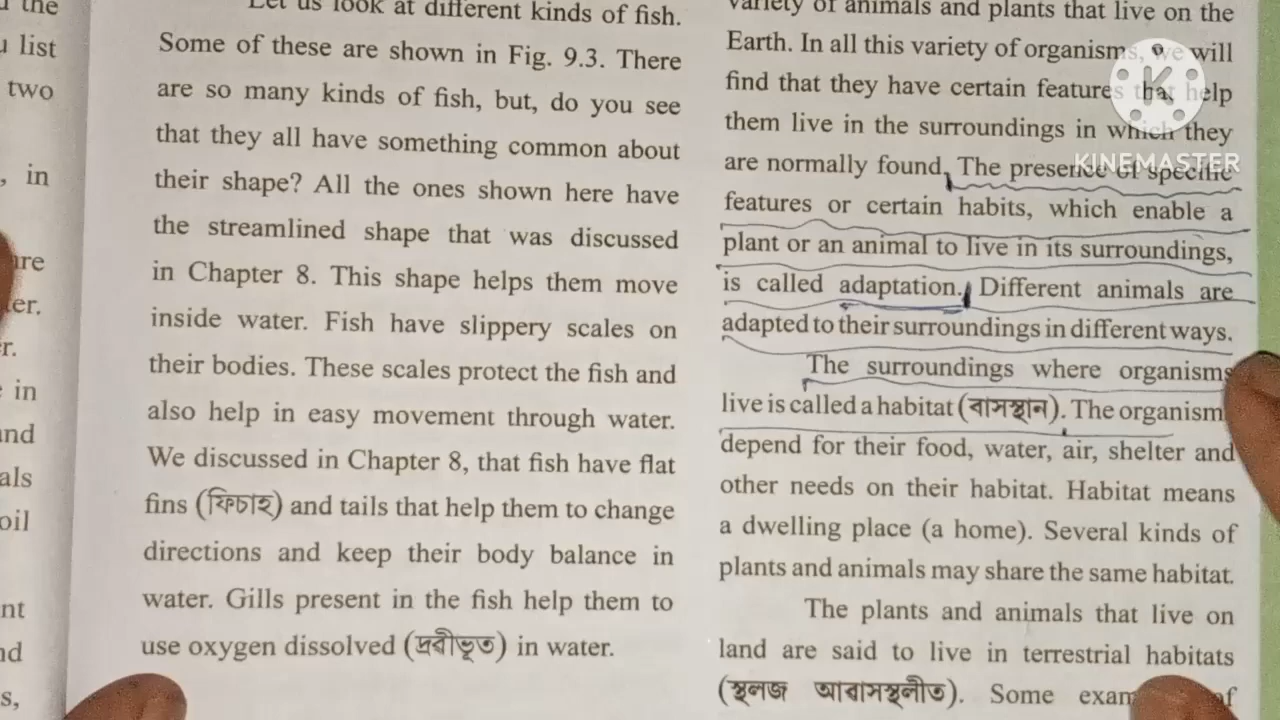 the
list
two
, in
are
er.
r.
in
and
als
oil
nt
nd
s,
Let us look at different kinds of fish.
Some of these are shown in Fig. 9.3. There
are so many kinds of fish, but, do you see
that they all have something common about
their shape? All the ones shown here have
the streamlined shape that was discussed
in Chapter 8. This shape helps them move
inside water. Fish have slippery scales on
their bodies. These scales protect the fish and
also help in easy movement through water.
We discussed in Chapter 8, that fish have flat
fins (ফিচাহ) and tails that help them to change
directions and keep their body balance in
water. Gills present in the fish help them to
use oxygen dissolved (দ্রবীভূত) in water.
variety of animals and plants that live on the
Earth. In all this variety of organisms, we will
find that they have certain features that help
them live in the surroundings in which they
are normally found. The presence of specific
features or certain habits, which enable a
plant or an animal to live in its surroundings,
is called adaptation. Different animals are
adapted to their surroundings in different ways.
The surroundings where organisms
live is called a habitat (বাসস্থান). The organism
depend for their food, water, air, shelter and
other needs on their habitat. Habitat means
a dwelling place (a home). Several kinds of
plants and animals may share the same habitat.
The plants and animals that live on
land are said to live in terrestrial habitats
(স্থলজ আবাসস্থলীত). Some of
KINEMASTER